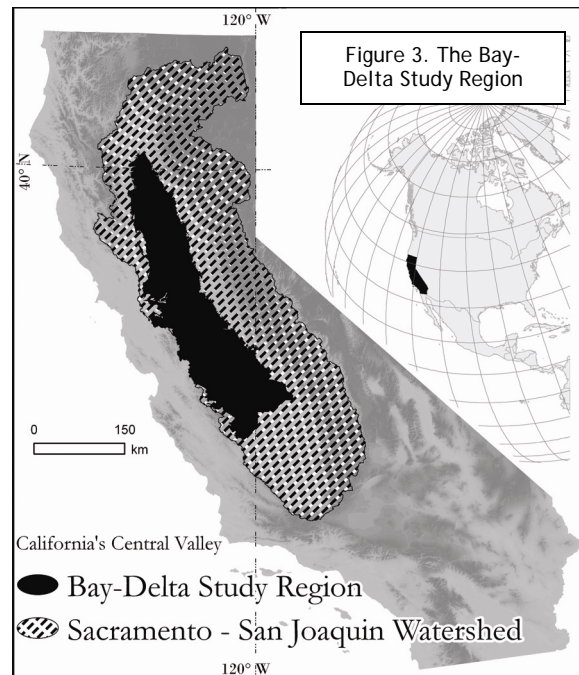 120° W
Figure 3. The Bay-
Delta Study Region
40° N
0 150
km
California's Central Valley
Bay-Delta Study Region
Sacramento - San Joaquin Watershed
120° W